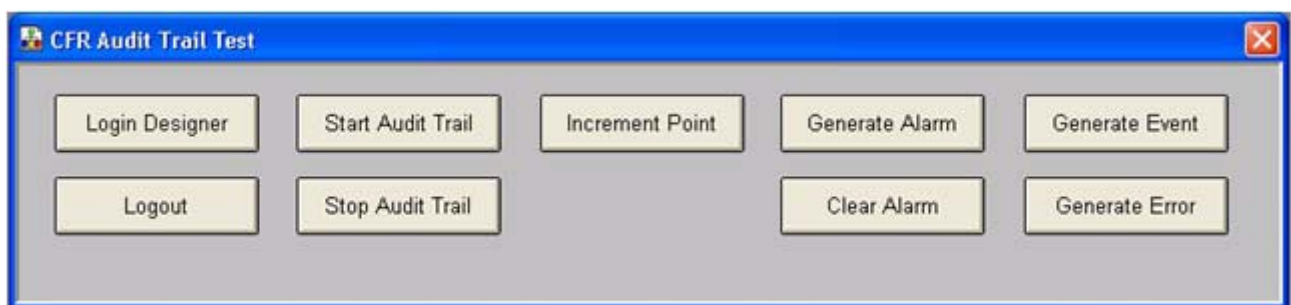 CFR Audit Trail Test
Login Designer Start Audit Trail Increment Point Generate Alarm Generate Event
Logout Stop Audit Trail Clear Alarm Generate Error